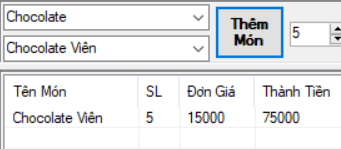 Chocolate
Thêm Món
5
Chocolate Viên
Tên Món SL Đơn Giá Thành Tiền
Chocolate Viên 5 15000 75000